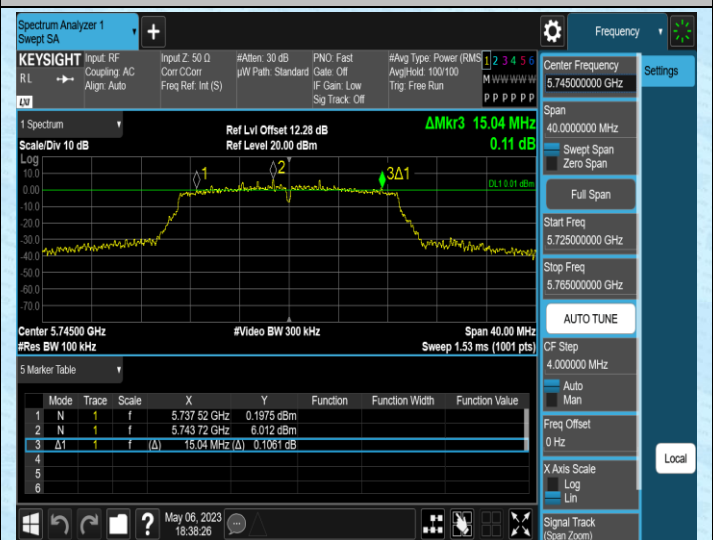 Spectrum Analyzer 1
Swept SA
+
Frequency
KEYSIGHT
RL
LXI
Input: RF
Coupling: AC
Align: Auto
Input Z: 50 Ω
Corr CCorr
Freq Ref: Int (S)
#Atten: 30 dB
µW Path: Standard
PNO: Fast
Gate: Off
IF Gain: Low
Sig Track: Off
#Avg Type: Power (RMS
Avg|Hold: 100/100
Trig: Free Run
1 2 3 4 5 6
M W W W W W
P P P P P P
1 Spectrum
Scale/Div 10 dB
Ref Lvl Offset 12.28 dB
Ref Level 20.00 dBm
ΔMkr3 15.04 MHz
0.11 dB
Log
10.0
0.00
-10.0
-20.0
-30.0
-40.0
-50.0
-60.0
-70.0
1
2
3Δ1
DL1 0.01 dBm
Center 5.74500 GHz
#Res BW 100 kHz
#Video BW 300 kHz
Span 40.00 MHz
Sweep 1.53 ms (1001 pts)
5 Marker Table
Mode Trace Scale X Y Function Function Width Function Value
1 N 1 f 5.737 52 GHz 0.1975 dBm
2 N 1 f 5.743 72 GHz 6.012 dBm
3 Δ1 1 f (Δ) 15.04 MHz (Δ) 0.1061 dB
4
5
6
May 06, 2023
18:38:26
?
Center Frequency
5.745000000 GHz
Span
40.0000000 MHz
Swept Span
Zero Span
Full Span
Start Freq
5.725000000 GHz
Stop Freq
5.765000000 GHz
AUTO TUNE
CF Step
4.000000 MHz
Auto
Man
Freq Offset
0 Hz
X Axis Scale
Log
Lin
Signal Track
(Span Zoom)
Settings
Local